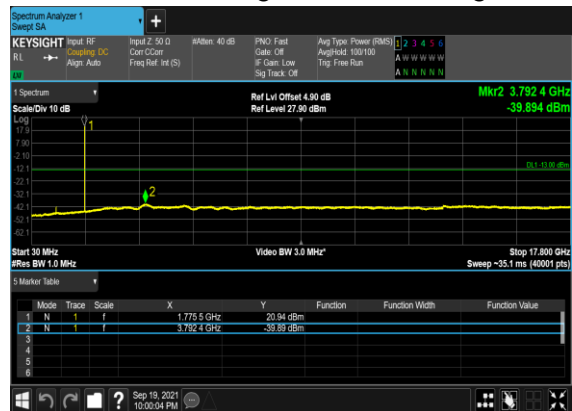 Spectrum Analyzer 1
Swept SA
+
KEYSIGHT Input: RF Input Z: 50 Ω #Atten: 40 dB PNO: Fast Avg Type: Power (RMS) 1 2 3 4 5 6
RL Coupling: DC Corr CCorr Gate: Off Avg|Hold: 100/100 A W W W W W
Align: Auto Freq Ref: Int (S) IF Gain: Low Trig: Free Run
Sig Track: Off A N N N N N
LXI
1 Spectrum Ref Lvl Offset 4.90 dB Mkr2 3.792 4 GHz
Scale/Div 10 dB Ref Level 27.90 dBm -39.894 dBm
Log
1
17.9
7.90
-2.10
-12.1
DL1 -13.00 dBm
-22.1
-32.1
2
-42.1
-52.1
-62.1
Start 30 MHz Video BW 3.0 MHz* Stop 17.800 GHz
#Res BW 1.0 MHz Sweep ~35.1 ms (40001 pts)
5 Marker Table
Mode Trace Scale X Y Function Function Width Function Value
1 N 1 f 1.775 5 GHz 20.94 dBm
2 N 1 f 3.792 4 GHz -39.89 dBm
3
4
5
6
? Sep 19, 2021
10:00:04 PM